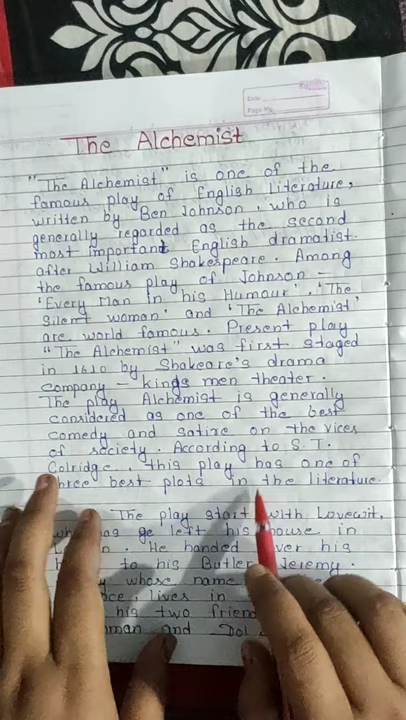 Date
Page No.
The Alchemist
"The Alchemist" is one of the
famous play of English literature,
written by Ben Johnson, who is
generally regarded as the second
most important English dramatist
after William Shakespeare. Among
the famous play of Johnson -
'Every Man in his Humour', 'The
Silent woman' and 'The Alchemist'
are world famous. Present play
"The Alchemist" was first staged
in 1610 by Shakeare's drama
company - kings men theater.
The play Alchemist is generally
considered as one of the best
comedy and satire on the vices
of society. According to S.T.
Colridge, this play has one of
three best plots in the literature.
The play start with Lovewit,
left his house in
He handed over his
to his Butler Jeremy.
whose name
lives in
his two friend
and Dol